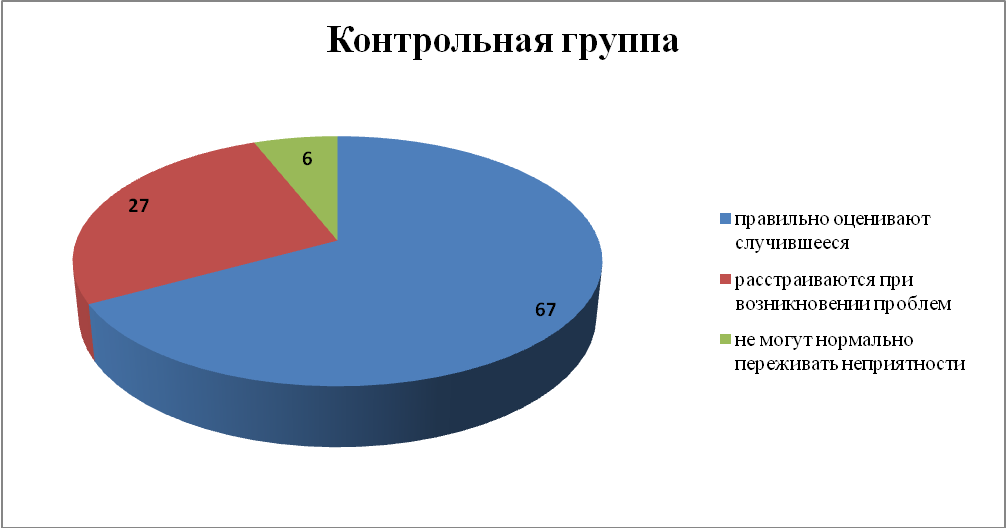 Контрольная группа
6
27
67
правильно оценивают
случившееся
расстраиваются при
возникновении проблем
не могут нормально
переживать неприятности